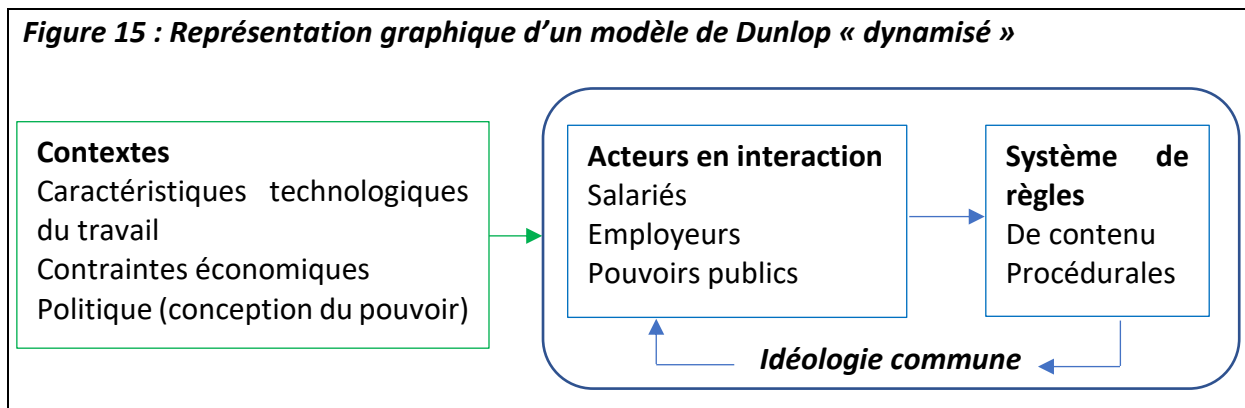 Figure 15 : Représentation graphique d’un modèle de Dunlop « dynamisé »
Contextes
Caractéristiques technologiques
du travail
Contraintes économiques
Politique (conception du pouvoir)
Acteurs en interaction
Salariés
Employeurs
Pouvoirs publics
Système de
règles
De contenu
Procédurales
Idéologie commune